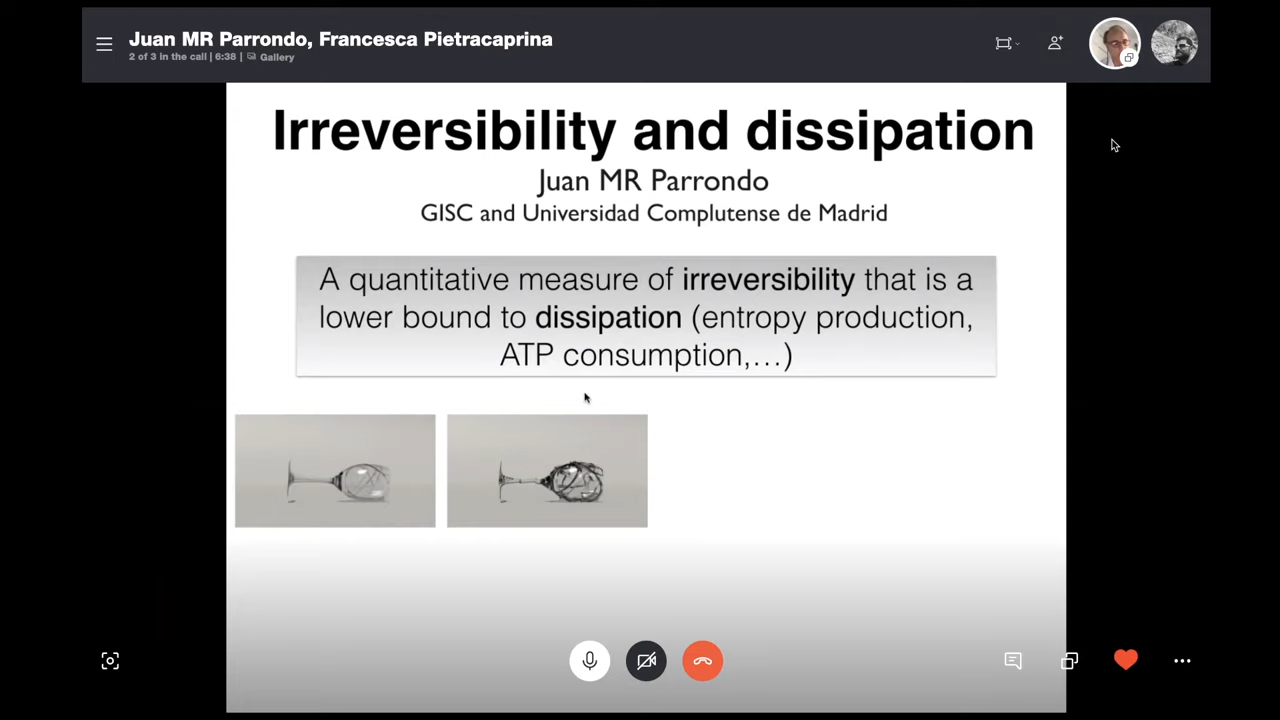 Juan MR Parrondo, Francesca Pietracaprina
2 of 3 in the call | 6:38 | Gallery
Irreversibility and dissipation
Juan MR Parrondo
GISC and Universidad Complutense de Madrid
A quantitative measure of irreversibility that is a
lower bound to dissipation (entropy production,
ATP consumption,…)